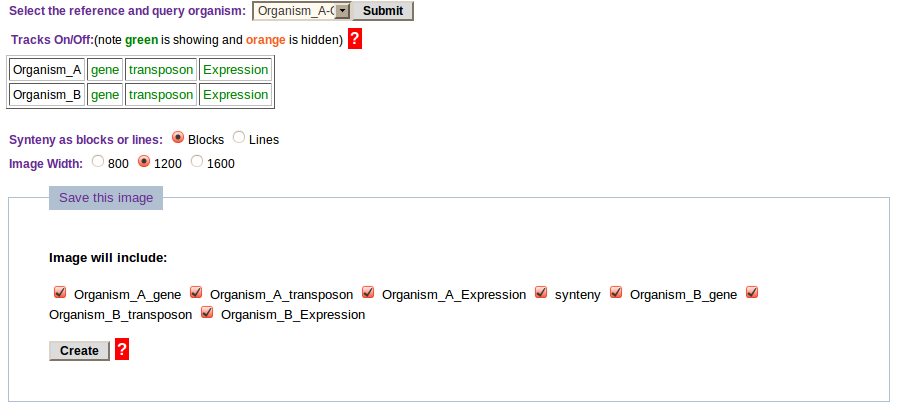 Select the reference and query organism: Organism_A-O Submit
Tracks On/Off:(note green is showing and orange is hidden) ?
Organism_A gene transposon Expression
Organism_B gene transposon Expression
Synteny as blocks or lines: Blocks Lines
Image Width: 800 1200 1600
Save this image
Image will include:
Organism_A_gene Organism_A_transposon Organism_A_Expression synteny Organism_B_gene
Organism_B_transposon Organism_B_Expression
Create ?